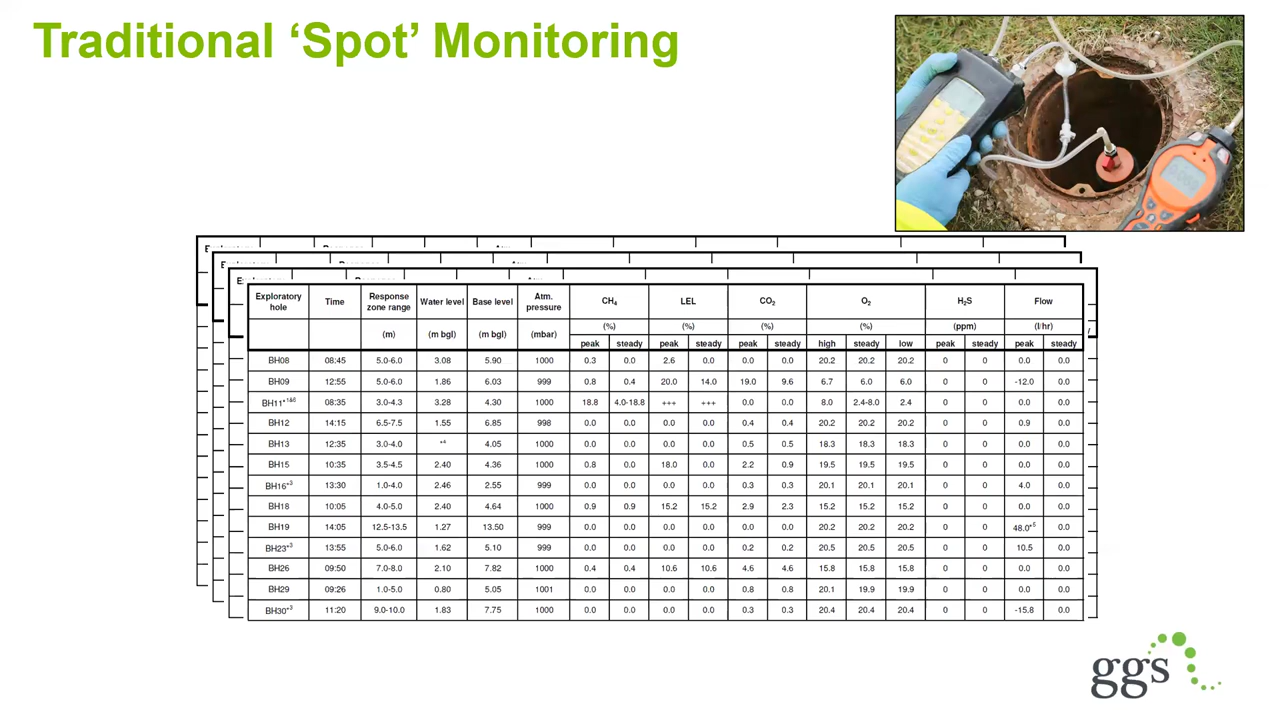 Traditional ‘Spot’ Monitoring
Exploratory hole Time Response zone range Water level Base level Atm. pressure CH4 LEL CO2 O2 H2S Flow
(m) (m bgl) (m bgl) (mbar) (%) (%) (%) (%) (ppm) (l/hr)
peak steady peak steady peak steady high steady low peak steady peak steady
BH08 08:45 5.0-6.0 3.08 5.90 1000 0.3 0.0 2.6 0.0 0.0 0.0 20.2 20.2 20.2 0 0 0.0 0.0
BH09 12:55 5.0-6.0 1.86 6.03 999 0.8 0.4 20.0 14.0 19.0 9.6 6.7 6.0 6.0 0 0 -12.0 0.0
BH11*1&6 08:35 3.0-4.3 3.28 4.30 1000 18.8 4.0-18.8 +++ +++ 0.0 0.0 8.0 2.4-8.0 2.4 0 0 0.0 0.0
BH12 14:15 6.5-7.5 1.55 6.85 998 0.0 0.0 0.0 0.0 0.4 0.4 20.2 20.2 20.2 0 0 0.9 0.0
BH13 12:35 3.0-4.0 *4 4.05 1000 0.0 0.0 0.0 0.0 0.5 0.5 18.3 18.3 18.3 0 0 0.0 0.0
BH15 10:35 3.5-4.5 2.40 4.36 1000 0.8 0.0 18.0 0.0 2.2 0.9 19.5 19.5 19.5 0 0 0.0 0.0
BH16*3 13:30 1.0-4.0 2.46 2.55 999 0.0 0.0 0.0 0.0 0.3 0.3 20.1 20.1 20.1 0 0 4.0 0.0
BH18 10:05 4.0-5.0 2.40 4.64 1000 0.9 0.9 15.2 15.2 2.9 2.3 15.2 15.2 15.2 0 0 0.0 0.0
BH19 14:05 12.5-13.5 1.27 13.50 999 0.0 0.0 0.0 0.0 0.0 0.0 20.2 20.2 20.2 0 0 48.0*5 0.0
BH23*3 13:55 5.0-6.0 1.62 5.10 999 0.0 0.0 0.0 0.0 0.2 0.2 20.5 20.5 20.5 0 0 10.5 0.0
BH26 09:50 7.0-8.0 2.10 7.82 1000 0.4 0.4 10.6 10.6 4.6 4.6 15.8 15.8 15.8 0 0 0.0 0.0
BH29 09:26 1.0-5.0 0.80 5.05 1001 0.0 0.0 0.0 0.0 0.8 0.8 20.1 19.9 19.9 0 0 0.0 0.0
BH30*3 11:20 9.0-10.0 1.83 7.75 1000 0.0 0.0 0.0 0.0 0.3 0.3 20.4 20.4 20.4 0 0 -15.8 0.0
ggs